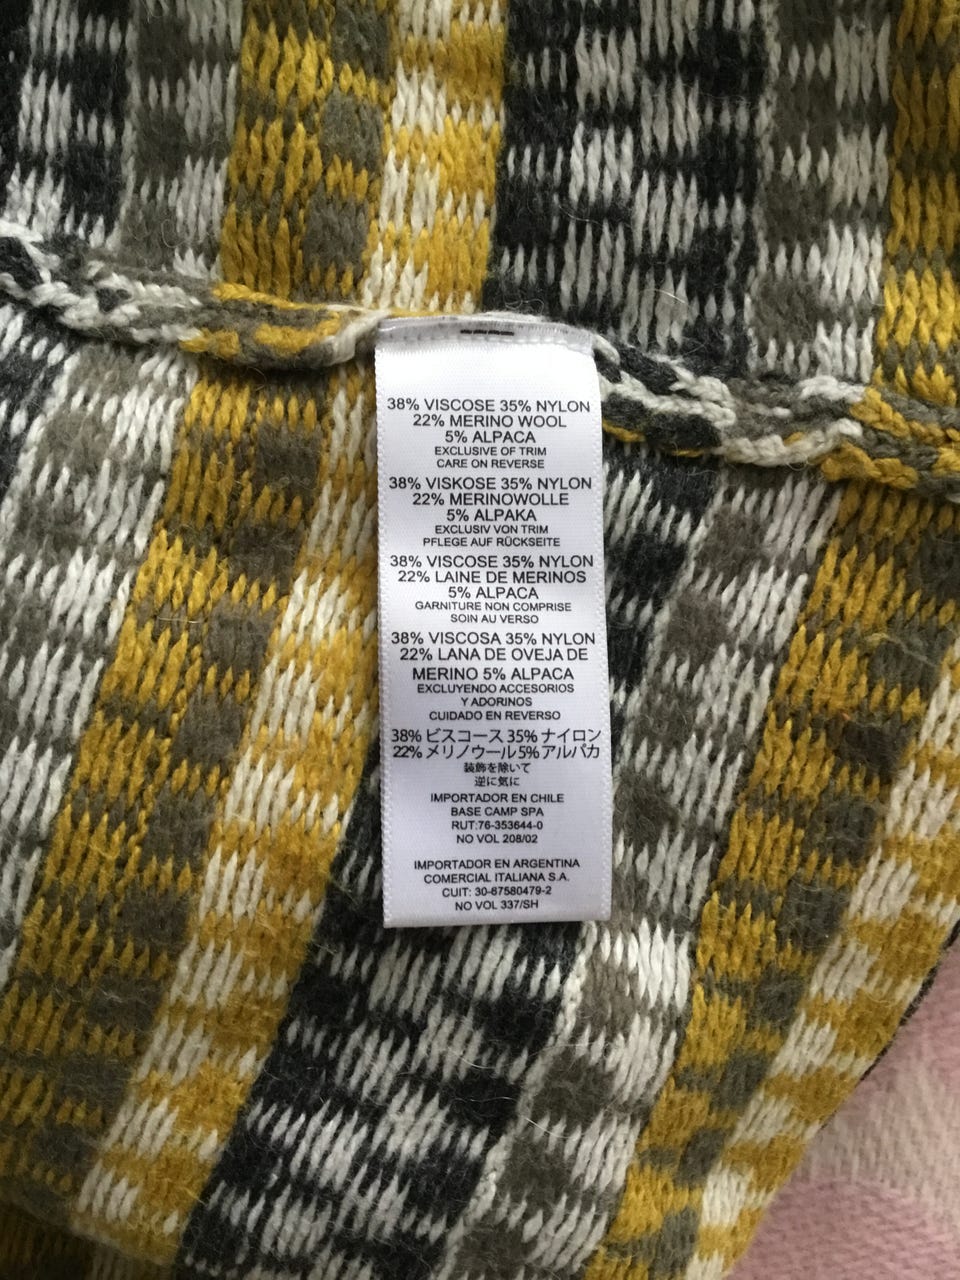 38% VISCOSE 35% NYLON
22% MERINO WOOL
5% ALPACA
EXCLUSIVE OF TRIM
CARE ON REVERSE
38% VISKOSE 35% NYLON
22% MERINOWOLLE
5% ALPAKA
EXCLUSIV VON TRIM
PFLEGE AUF RÜCKSEITE
38% VISCOSE 35% NYLON
22% LAINE DE MERINOS
5% ALPACA
GARNITURE NON COMPRISE
SOIN AU VERSO
38% VISCOSA 35% NYLON
22% LANA DE OVEJA DE
MERINO 5% ALPACA
EXCLUYENDO ACCESORIOS
Y ADORINOS
CUIDADO EN REVERSO
38% ビスコース 35% ナイロン
22% メリノウール 5% アルパカ
装飾を除いて
逆に気に
IMPORTADOR EN CHILE
BASE CAMP SPA
RUT:76-353644-0
NO VOL 208/02
IMPORTADOR EN ARGENTINA
COMERCIAL ITALIANA S.A.
CUIT: 30-67580479-2
NO VOL 337/SH